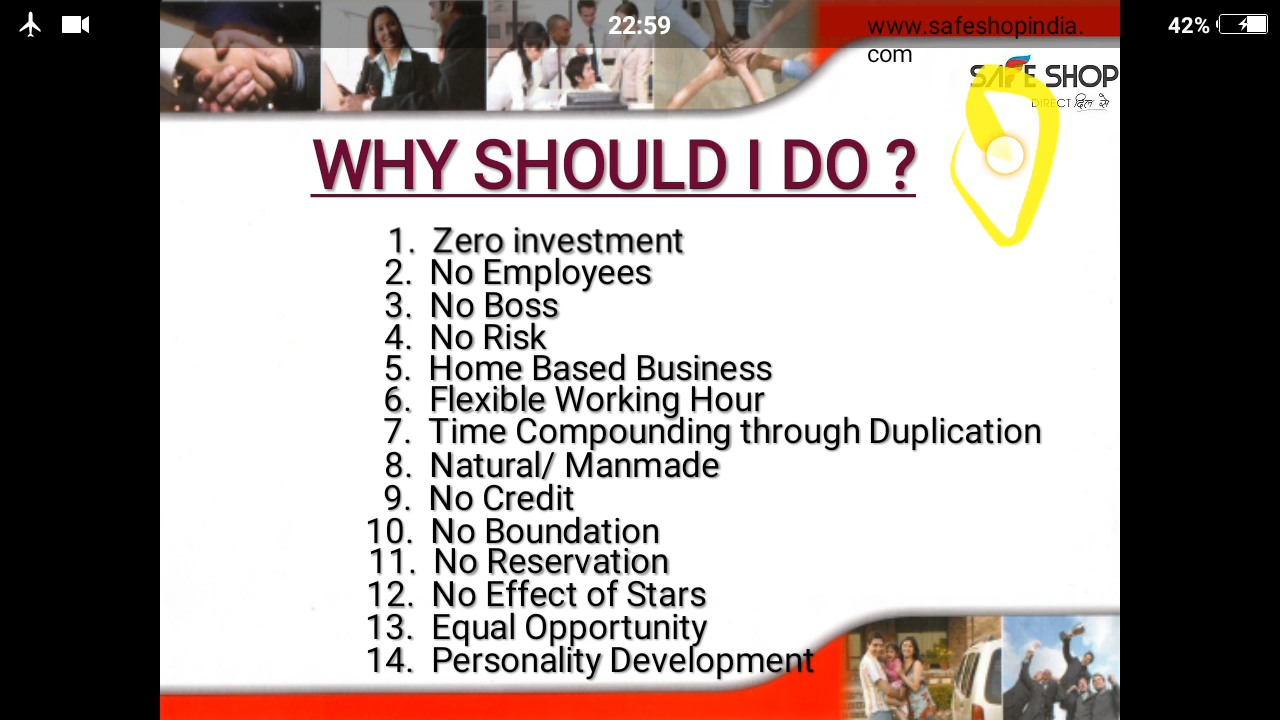 22:59
42%
www.safeshopindia.
com
SAFE SHOP
DIRECT दिल से
WHY SHOULD I DO ?
1. Zero investment
2. No Employees
3. No Boss
4. No Risk
5. Home Based Business
6. Flexible Working Hour
7. Time Compounding through Duplication
8. Natural/ Manmade
9. No Credit
10. No Boundation
11. No Reservation
12. No Effect of Stars
13. Equal Opportunity
14. Personality Development